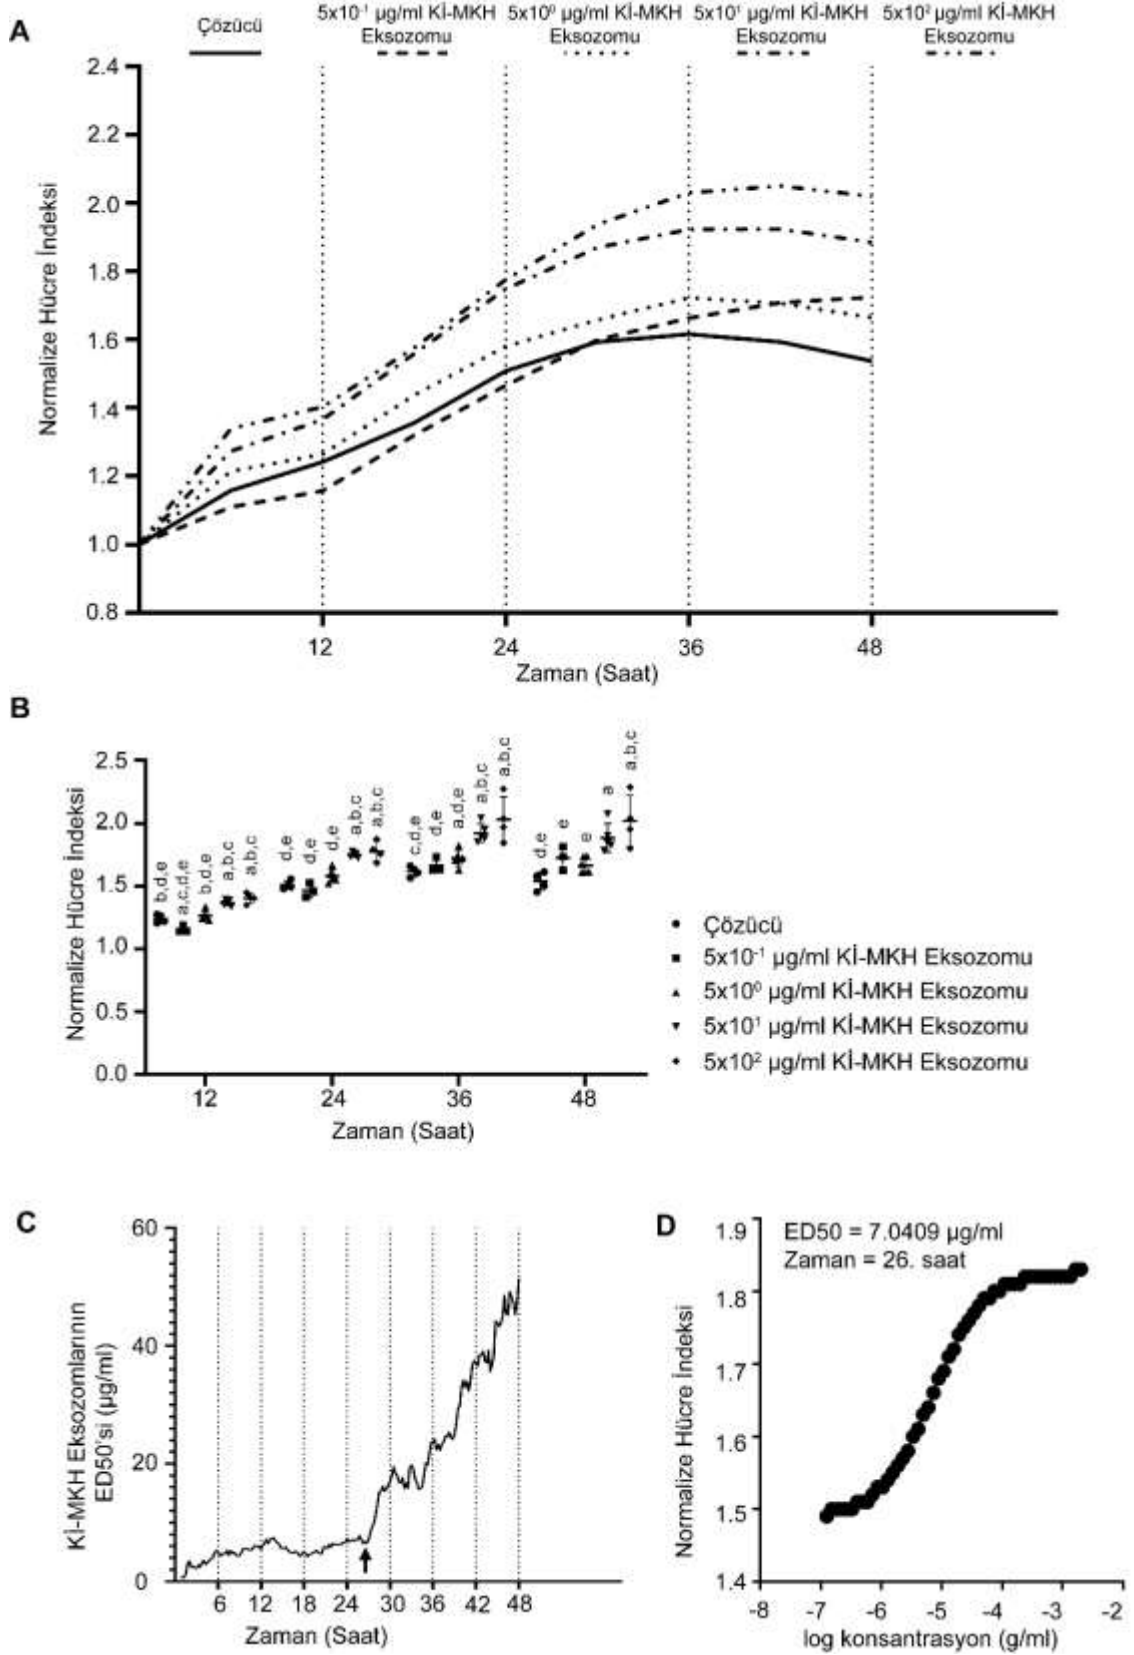 A
Çözücü
5x10⁻¹ µg/ml Kİ-MKH
Eksozomu
5x10⁰ µg/ml Kİ-MKH
Eksozomu
5x10¹ µg/ml Kİ-MKH
Eksozomu
5x10² µg/ml Kİ-MKH
Eksozomu
Normalize Hücre İndeksi
2.4
2.2
2.0
1.8
1.6
1.4
1.2
1.0
0.8
12
24
36
48
Zaman (Saat)
B
Normalize Hücre İndeksi
2.5
2.0
1.5
1.0
0.5
0.0
b,d,e
a,c,d,e
b,d,e
a,b,c
a,b,c
d,e
d,e
d,e
a,b,c
a,b,c
c,d,e
d,e
a,d,e
a,b,c
a,b,c
d,e
e
e
a
a,b,c
12
24
36
48
Zaman (Saat)
Çözücü
5x10⁻¹ µg/ml Kİ-MKH Eksozomu
5x10⁰ µg/ml Kİ-MKH Eksozomu
5x10¹ µg/ml Kİ-MKH Eksozomu
5x10² µg/ml Kİ-MKH Eksozomu
C
Kİ-MKH Eksozomlarının
ED50'si (µg/ml)
60
40
20
0
6
12
18
24
30
36
42
48
Zaman (Saat)
D
Normalize Hücre İndeksi
ED50 = 7.0409 µg/ml
Zaman = 26. saat
1.9
1.8
1.7
1.6
1.5
1.4
-8
-7
-6
-5
-4
-3
-2
log konsantrasyon (g/ml)